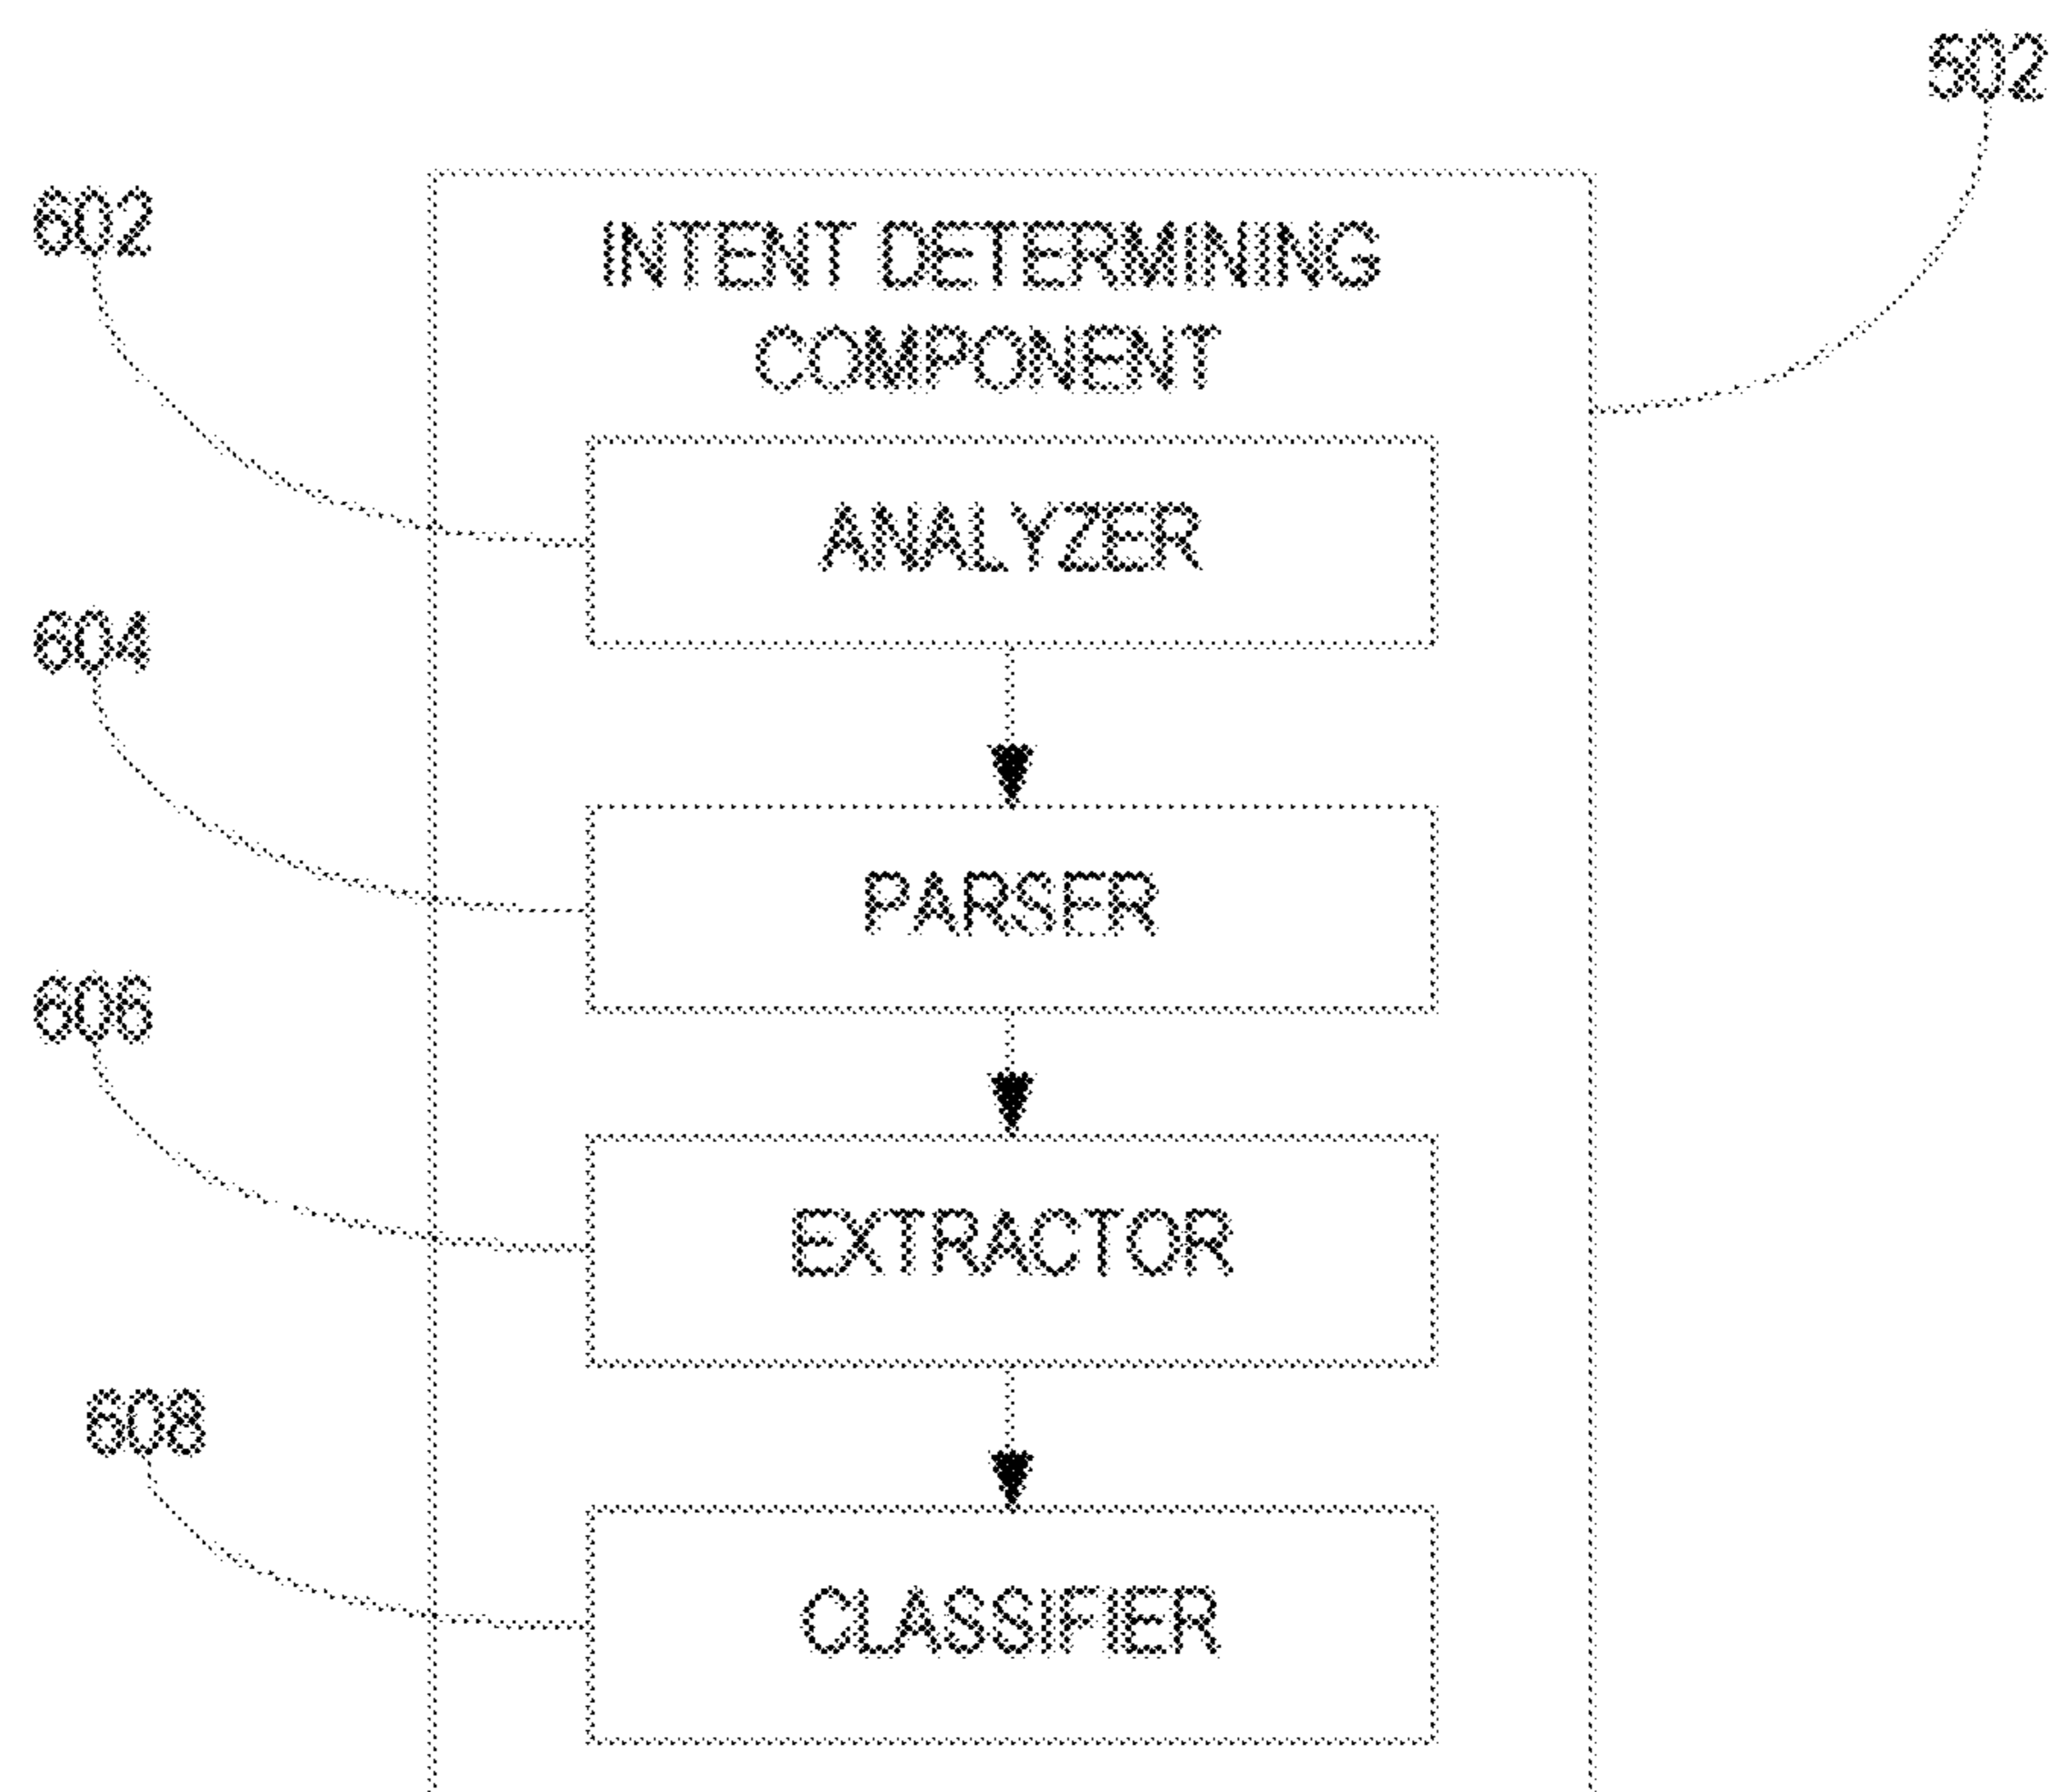 502
602
INTENT DETERMINING
COMPONENT
ANALYZER
604
PARSER
606
EXTRACTOR
608
CLASSIFIER